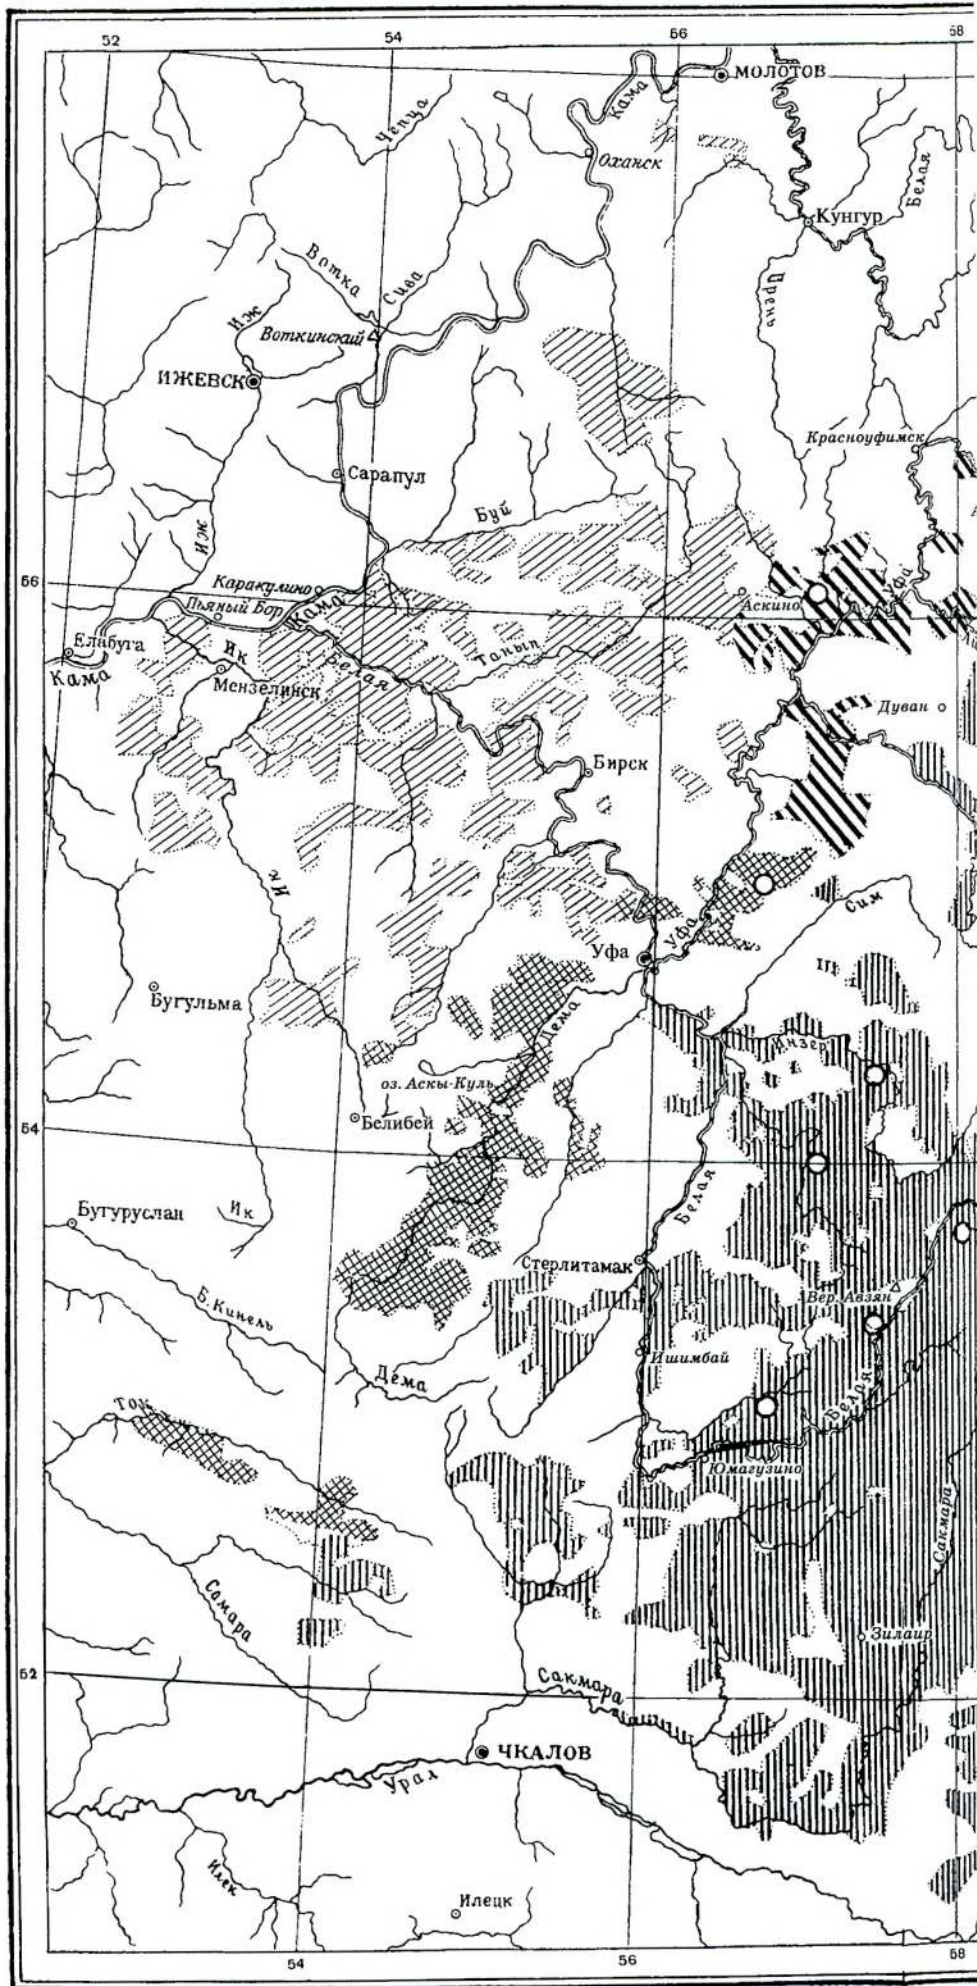 52
54
56
58
МОЛОТОВ
Кама
Чепца
Оханск
Белая
Кунгур
Вотка
Сива
Ирень
Иж
Воткинский
ИЖЕВСК
Красноуфимск
Сарапул
Буй
Иж
56
Каракулино
Кама
Пьяный Бор
Уфа
Аскино
Елабуга
Ик
Белая
Танып
Кама
Мензелинск
Дуван
Бирск
Ик
Сим
Уфа
Уфа
Бугульма
Дема
Инзер
оз. Аскы-Куль
Белибей
54
Белая
Ик
Бугуруслан
Стерлитамак
Б. Кинель
Вер. Авзян
Ишимбай
Дема
Белая
Ток
Юмагузино
Сакмара
Самара
Зилаир
52
Сакмара
ЧКАЛОВ
Урал
Илек
Илецк
54
56
58